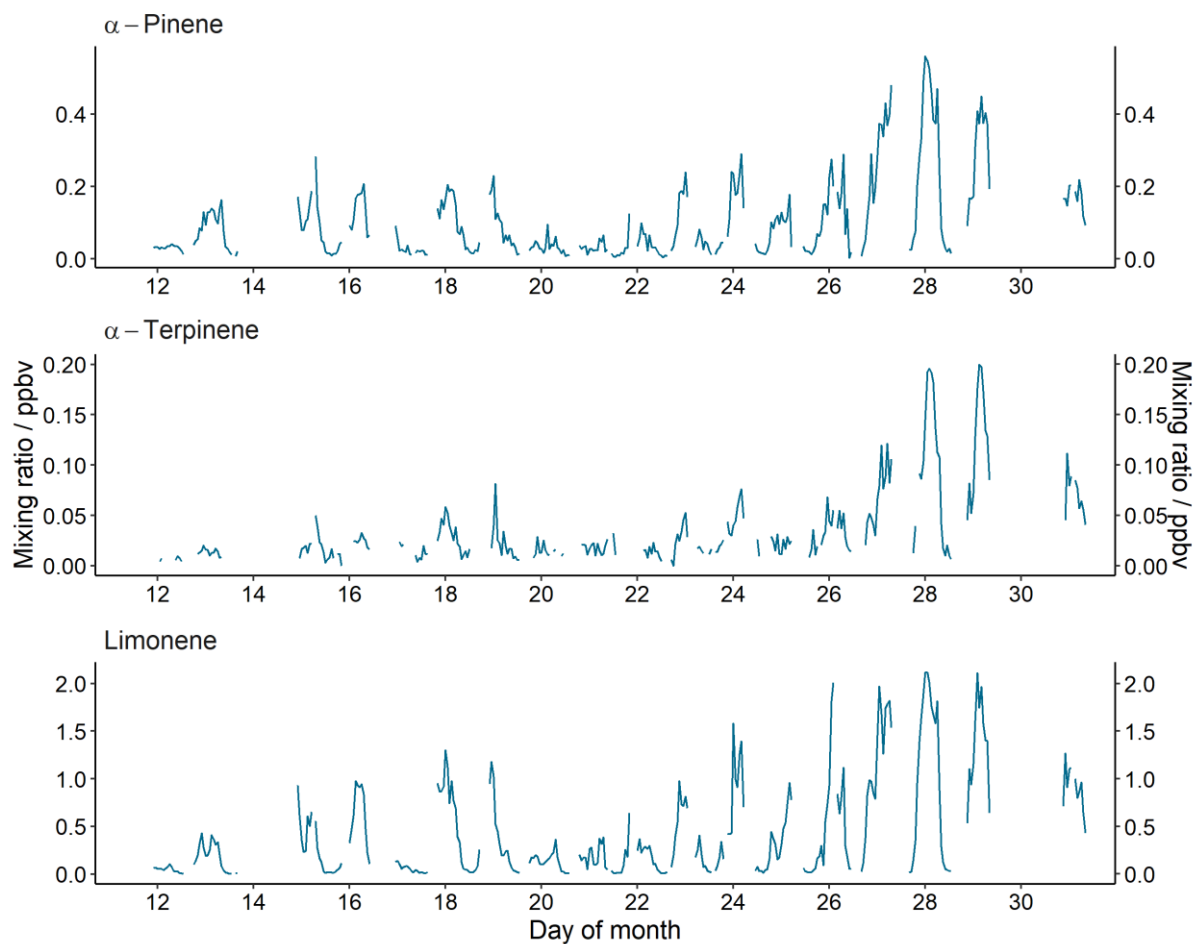 α – Pinene
0.4 0.4
0.2 0.2
0.0 0.0
12 14 16 18 20 22 24 26 28 30
α – Terpinene
0.20 0.20
0.15 0.15
0.10 0.10
0.05 0.05
0.00 0.00
12 14 16 18 20 22 24 26 28 30
Mixing ratio / ppbv
Mixing ratio / ppbv
Limonene
2.0 2.0
1.5 1.5
1.0 1.0
0.5 0.5
0.0 0.0
12 14 16 18 20 22 24 26 28 30
Day of month